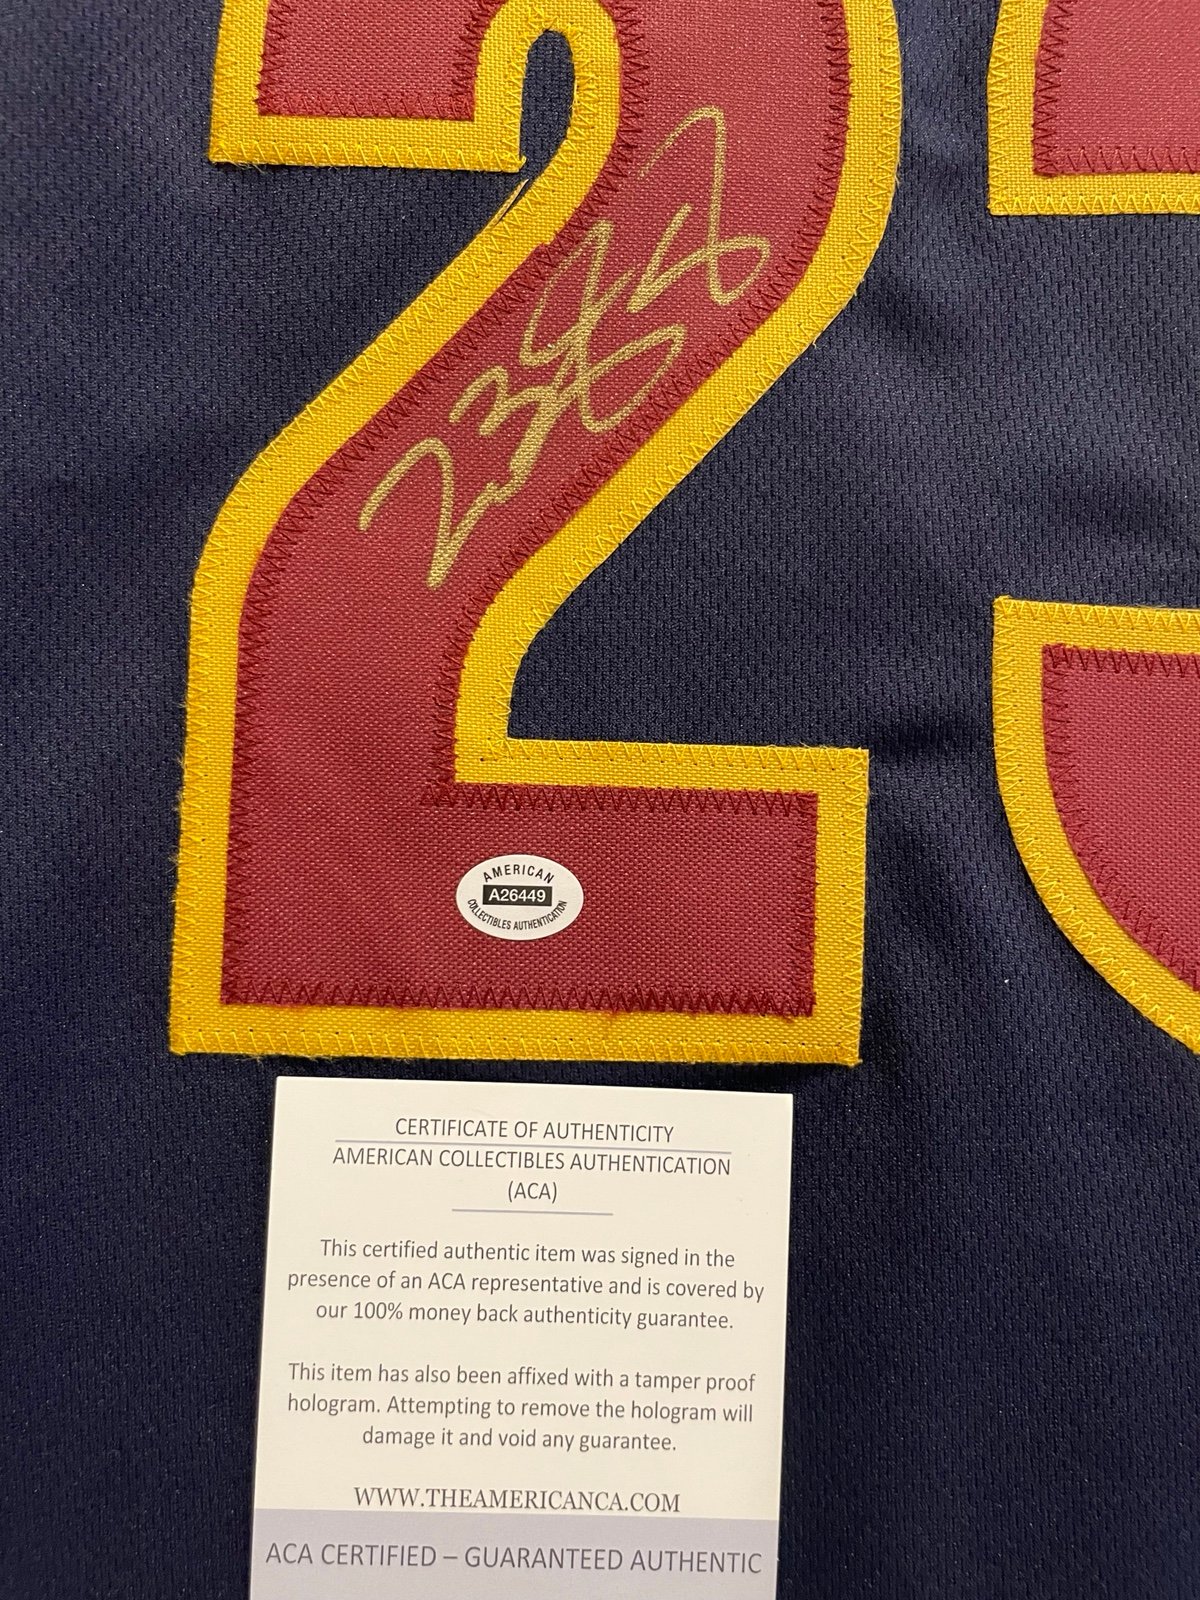 23
AMERICAN
A26449
COLLECTIBLES AUTHENTICATION
CERTIFICATE OF AUTHENTICITY
AMERICAN COLLECTIBLES AUTHENTICATION
(ACA)
This certified authentic item was signed in the
presence of an ACA representative and is covered by
our 100% money back authenticity guarantee.
This item has also been affixed with a tamper proof
hologram. Attempting to remove the hologram will
damage it and void any guarantee.
WWW.THEAMERICANCA.COM
ACA CERTIFIED – GUARANTEED AUTHENTIC